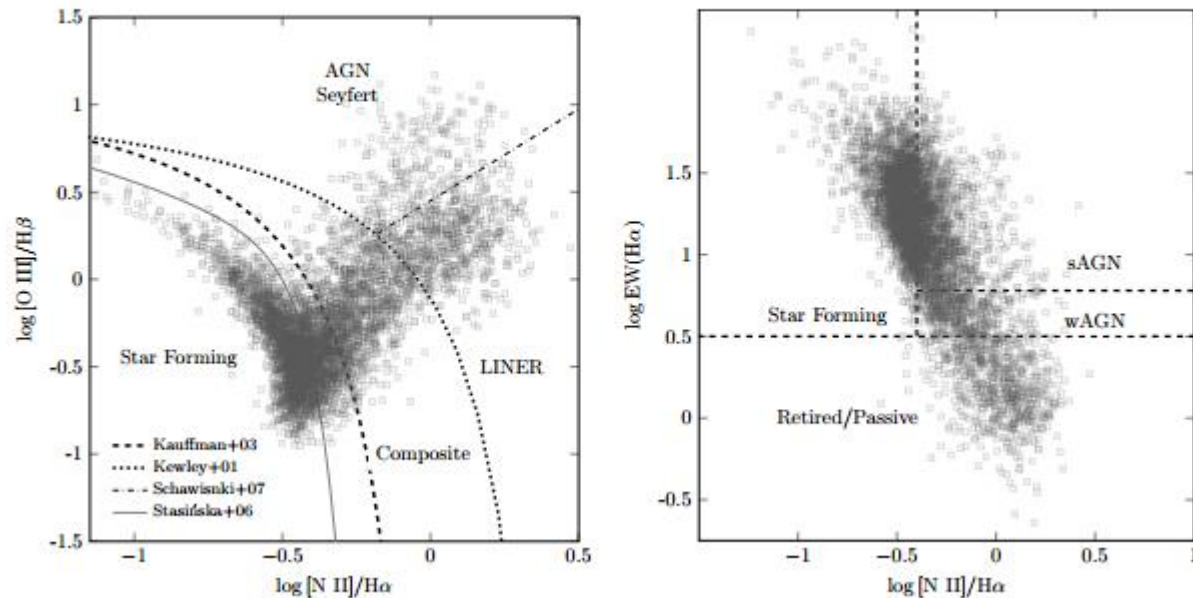 1.5
1
0.5
0
-0.5
-1
-1.5
log [O III]/Hβ
AGN
Seyfert
Star Forming
LINER
Composite
Kauffman+03
Kewley+01
Schawisnki+07
Stasińska+06
−1
−0.5
0
0.5
log [N II]/Hα
1.5
1
0.5
0
-0.5
log EW(Hα)
sAGN
wAGN
Star Forming
Retired/Passive
−1
−0.5
0
0.5
1
log [N II]/Hα